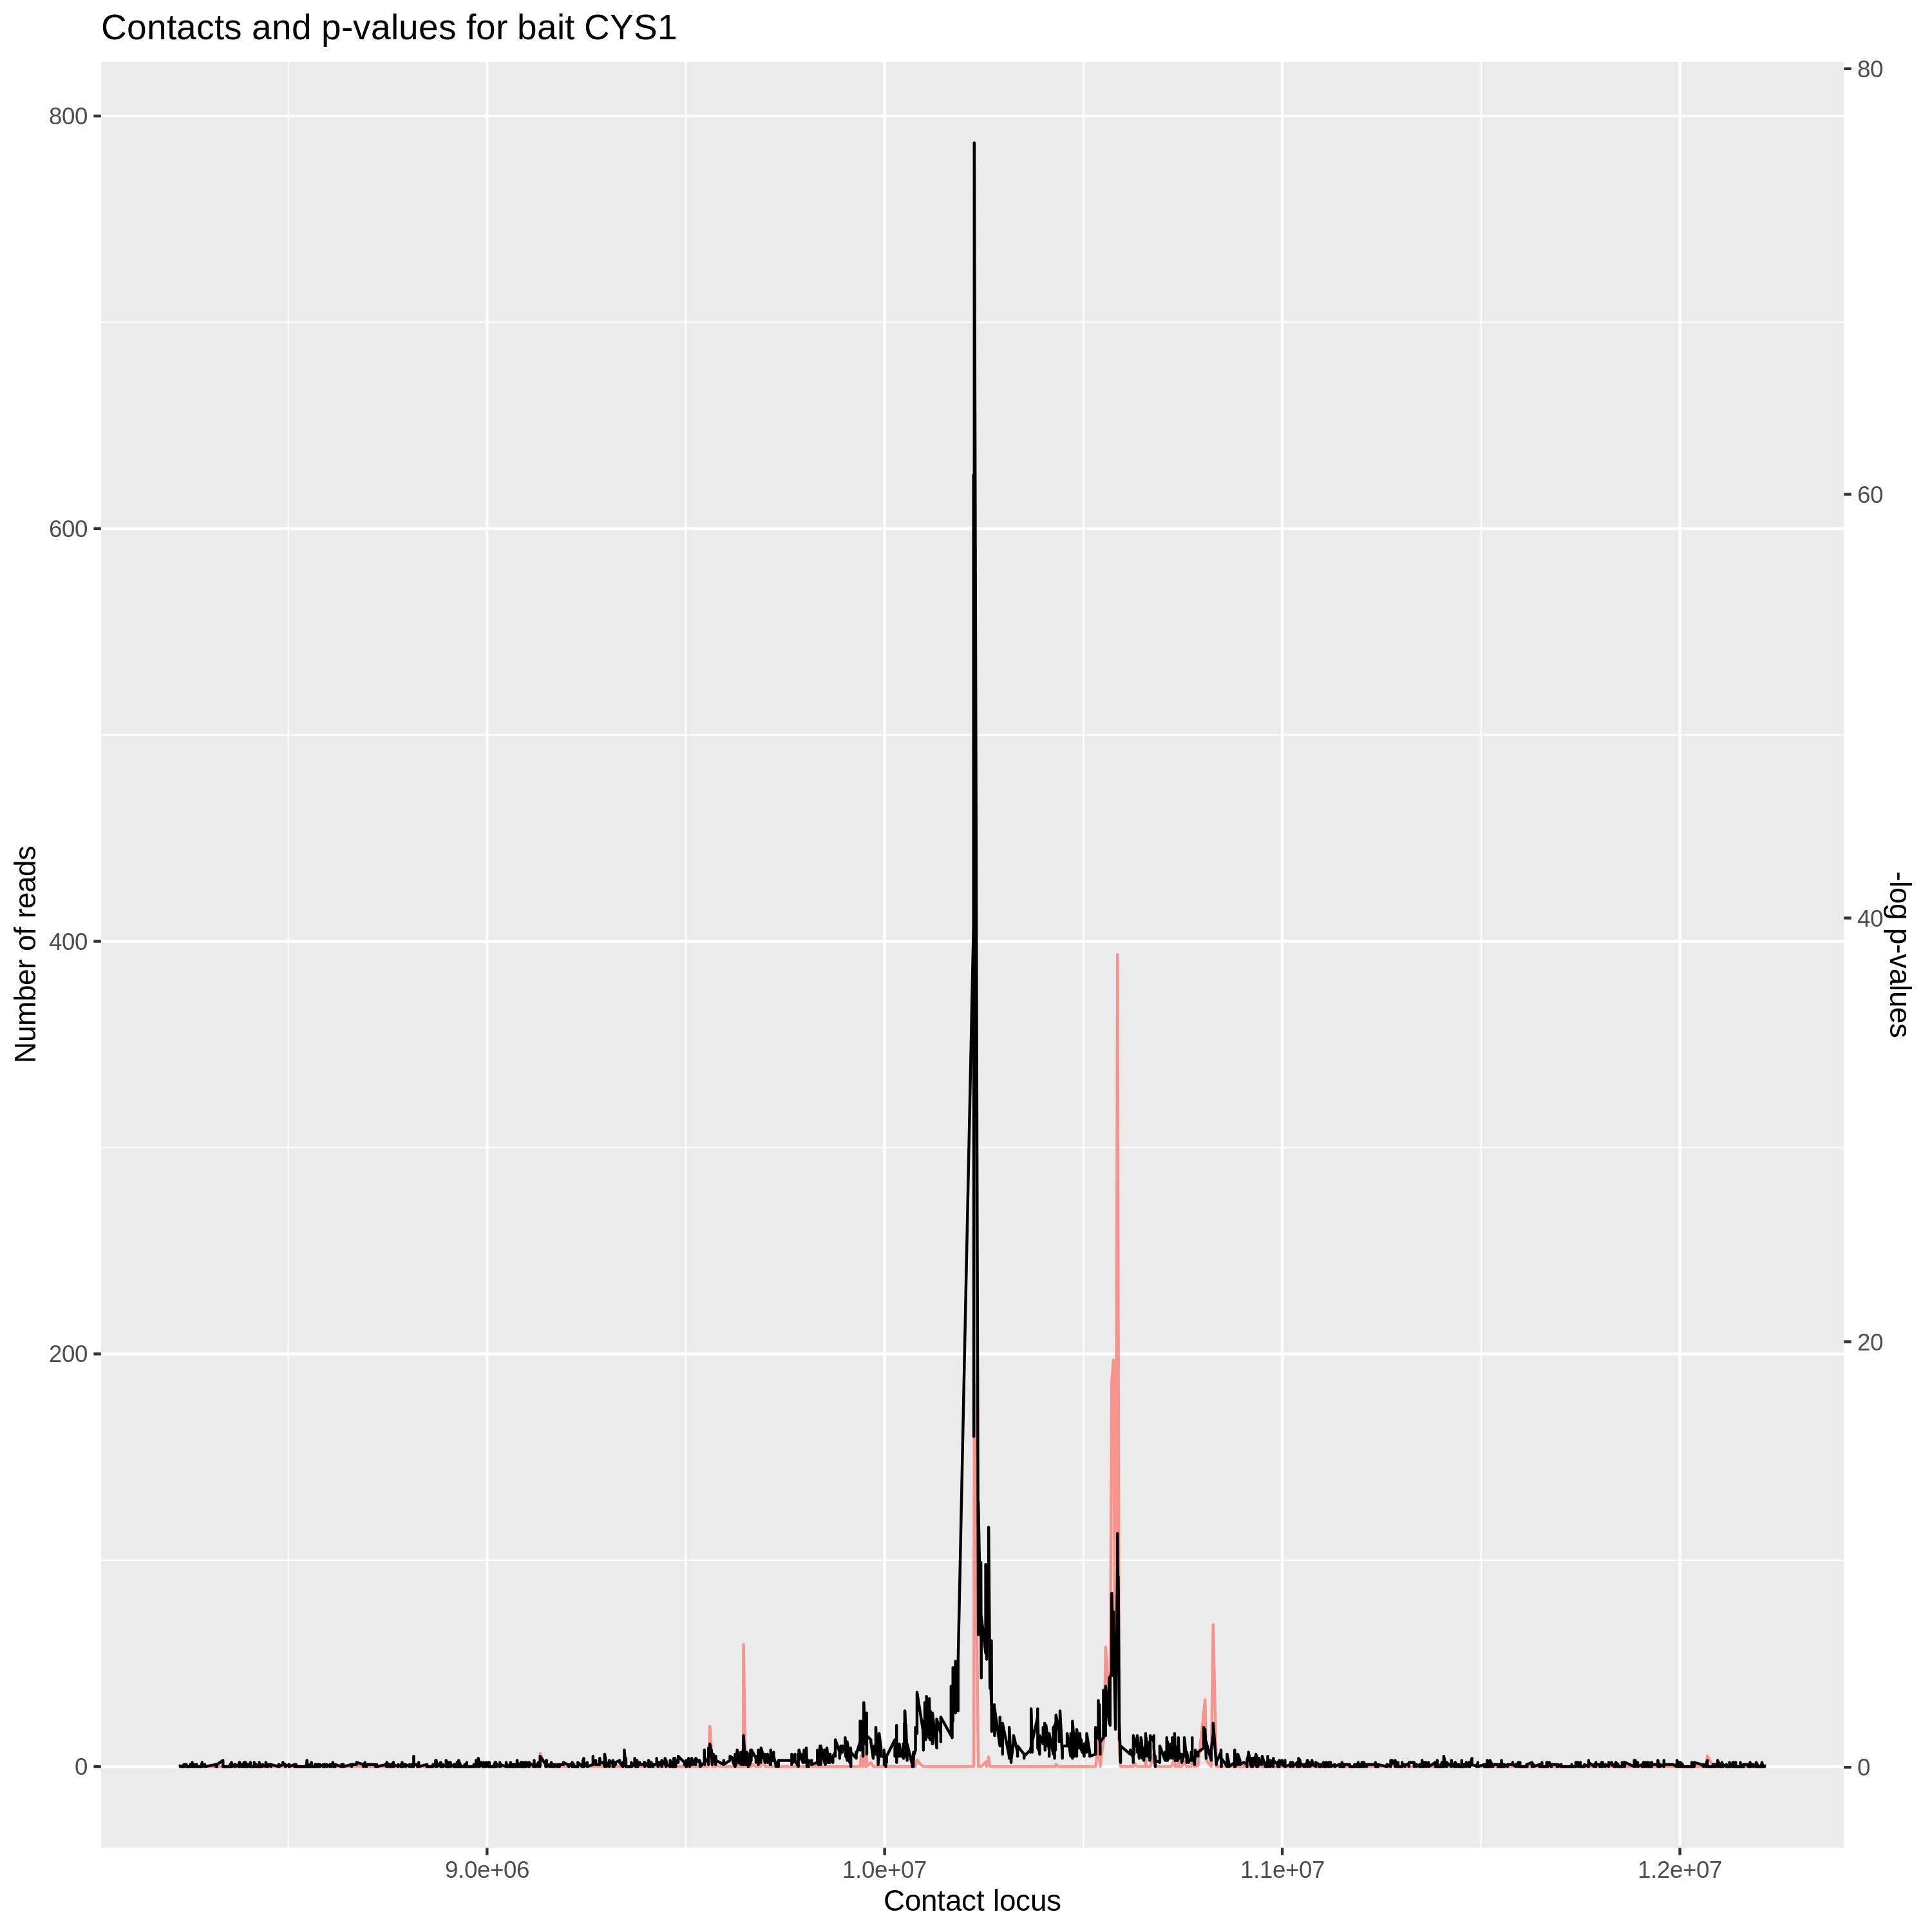 Contacts and p-values for bait CYS1
800
600
400
200
0
Number of reads
80
60
40
20
0
-log p-values
9.0e+06
1.0e+07
1.1e+07
1.2e+07
Contact locus